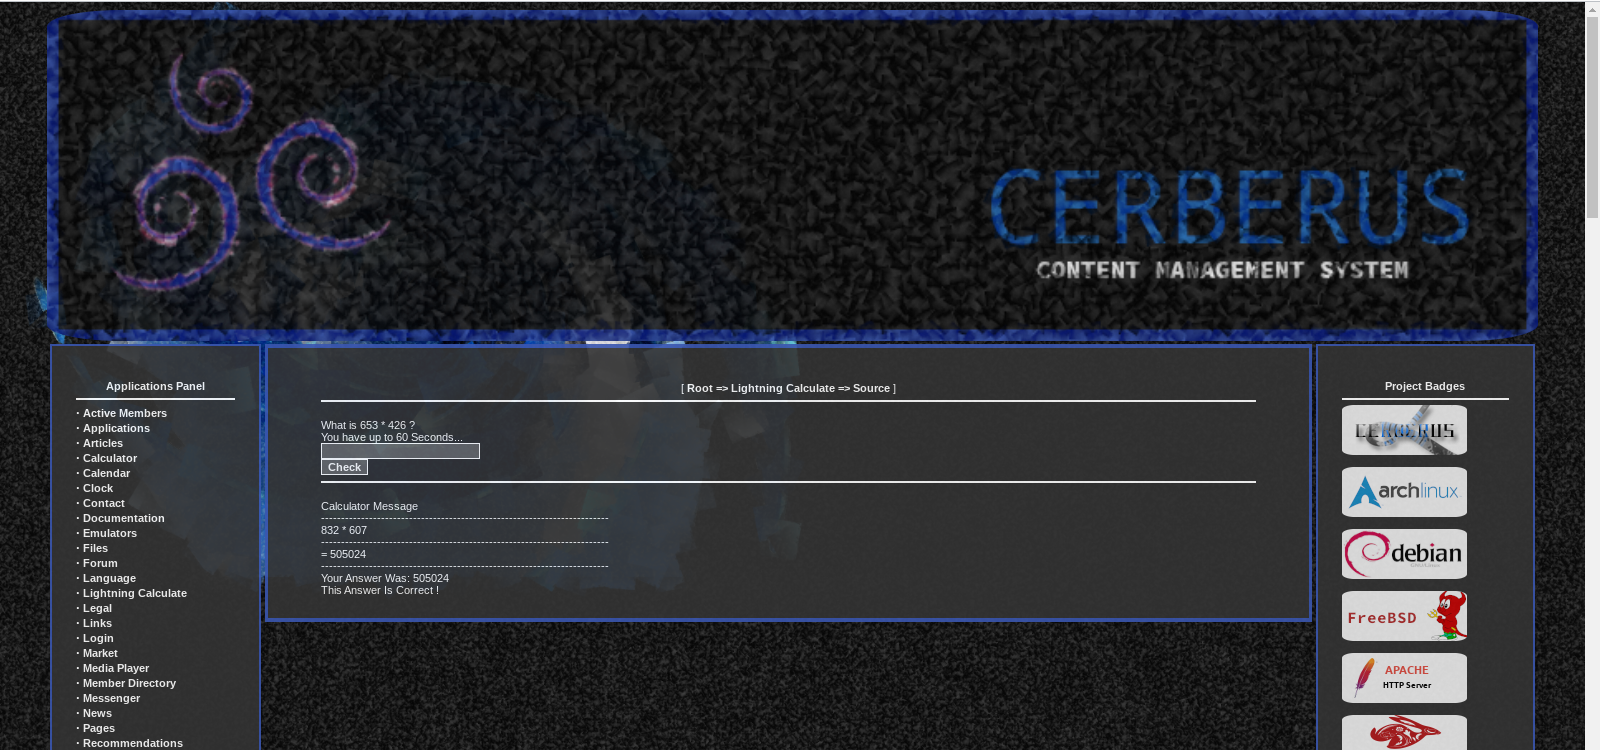 CERBERUS
CONTENT MANAGEMENT SYSTEM
Applications Panel
· Active Members
· Applications
· Articles
· Calculator
· Calendar
· Clock
· Contact
· Documentation
· Emulators
· Files
· Forum
· Language
· Lightning Calculate
· Legal
· Links
· Login
· Market
· Media Player
· Member Directory
· Messenger
· News
· Pages
· Recommendations
[ Root => Lightning Calculate => Source ]
What is 653 * 426 ?
You have up to 60 Seconds...
Check
Calculator Message
------------------------------------------------------------------------
832 * 607
------------------------------------------------------------------------
= 505024
------------------------------------------------------------------------
Your Answer Was: 505024
This Answer Is Correct !
Project Badges
CERBERUS
archlinux
debian
FreeBSD
APACHE
HTTP Server